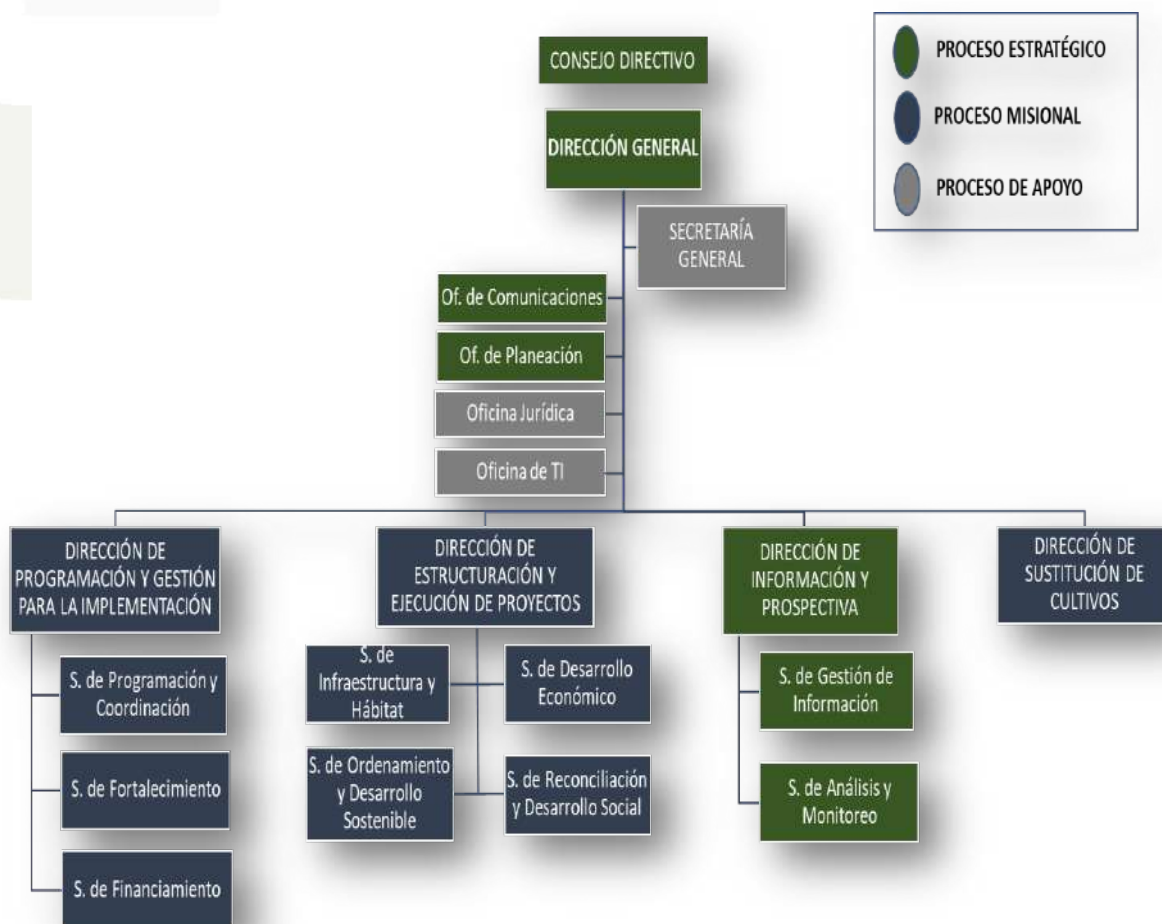 CONSEJO DIRECTIVO
DIRECCIÓN GENERAL
SECRETARÍA
GENERAL
Of. de Comunicaciones
Of. de Planeación
Oficina Jurídica
Oficina de TI
PROCESO ESTRATÉGICO
PROCESO MISIONAL
PROCESO DE APOYO
DIRECCIÓN DE
PROGRAMACIÓN Y GESTIÓN
PARA LA IMPLEMENTACIÓN
S. de Programación y
Coordinación
S. de Fortalecimiento
S. de Financiamiento
DIRECCIÓN DE
ESTRUCTURACIÓN Y
EJECUCIÓN DE PROYECTOS
S. de
Infraestructura y
Hábitat
S. de Desarrollo
Económico
S. de Ordenamiento
y Desarrollo
Sostenible
S. de Reconciliación
y Desarrollo Social
DIRECCIÓN DE
INFORMACIÓN Y
PROSPECTIVA
S. de Gestión de
Información
S. de Análisis y
Monitoreo
DIRECCIÓN DE
SUSTITUCIÓN DE
CULTIVOS